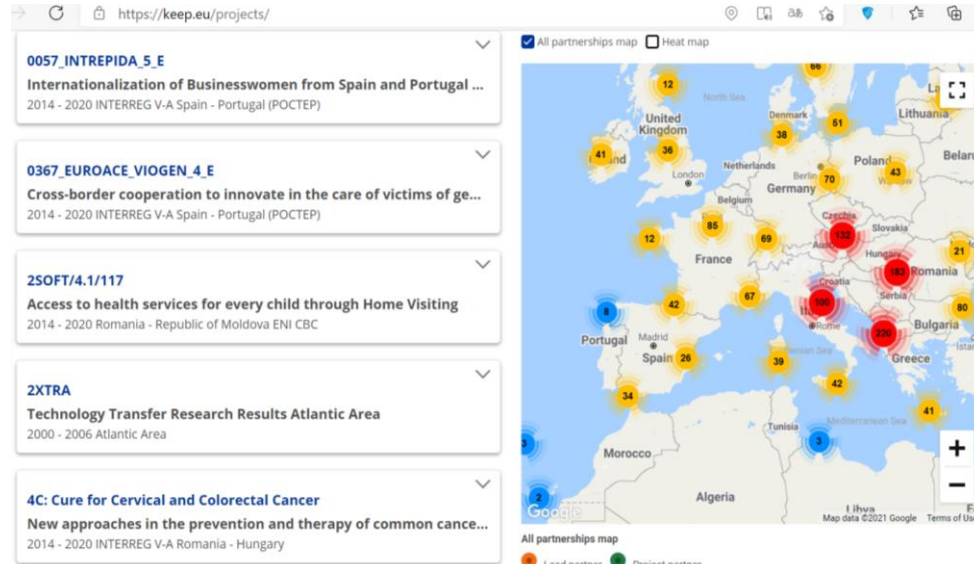 https://keep.eu/projects/
0057_INTREPIDA_5_E
Internationalization of Businesswomen from Spain and Portugal ...
2014 - 2020 INTERREG V-A Spain - Portugal (POCTEP)
0367_EUROACE_VIOGEN_4_E
Cross-border cooperation to innovate in the care of victims of ge...
2014 - 2020 INTERREG V-A Spain - Portugal (POCTEP)
2SOFT/4.1/117
Access to health services for every child through Home Visiting
2014 - 2020 Romania - Republic of Moldova ENI CBC
2XTRA
Technology Transfer Research Results Atlantic Area
2000 - 2006 Atlantic Area
4C: Cure for Cervical and Colorectal Cancer
New approaches in the prevention and therapy of common cance...
2014 - 2020 INTERREG V-A Romania - Hungary
All partnerships map Heat map
66
12
North Sea
Lithuania
United
Kingdom
Denmark
51
38
41
36
London
Netherlands
Berlin
70
Poland
43
Germany
Belgium
Czechia
85
12
69
132
Slovakia
France
Hungary
21
183
Romania
Croatia
Serbia
67
100
42
8
80
Rome
220
Bulgaria
Portugal
Madrid
Spain
26
39
Greece
42
34
41
Tunisia
Mediterranean Sea
3
3
Morocco
2
Algeria
Libya
Google
Map data ©2021 Google Terms of Us
All partnerships map
Lead partner Project partner